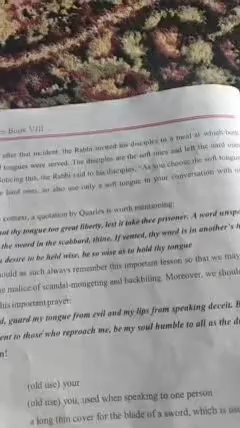 Book VIII
after that incident, the Rabbi invited his disciples to a meal at which both
tongues were served. The disciples ate the soft ones and left the hard ones
Noticing this, the Rabbi said to his disciples, "As you choose the soft tongue
hard ones, so also use only a soft tongue in your conversation with
context, a quotation by Quarles is worth mentioning:
not thy tongue too great liberty, lest it take thee prisoner. A word
the sword in the scabbard, thine. If vented, thy word is in another's
desire to be held wise, be so wise as to hold thy tongue
should as such always remember this important lesson so that we may
malice of scandal-mongering and backbiting. Moreover, we should
this important prayer:
guard my tongue from evil and my lips from speaking deceit.
to those who reproach me, be my soul humble to all as the
(old use) your
(old use) you, used when speaking to one person
a long thin cover for the blade of a sword, which is